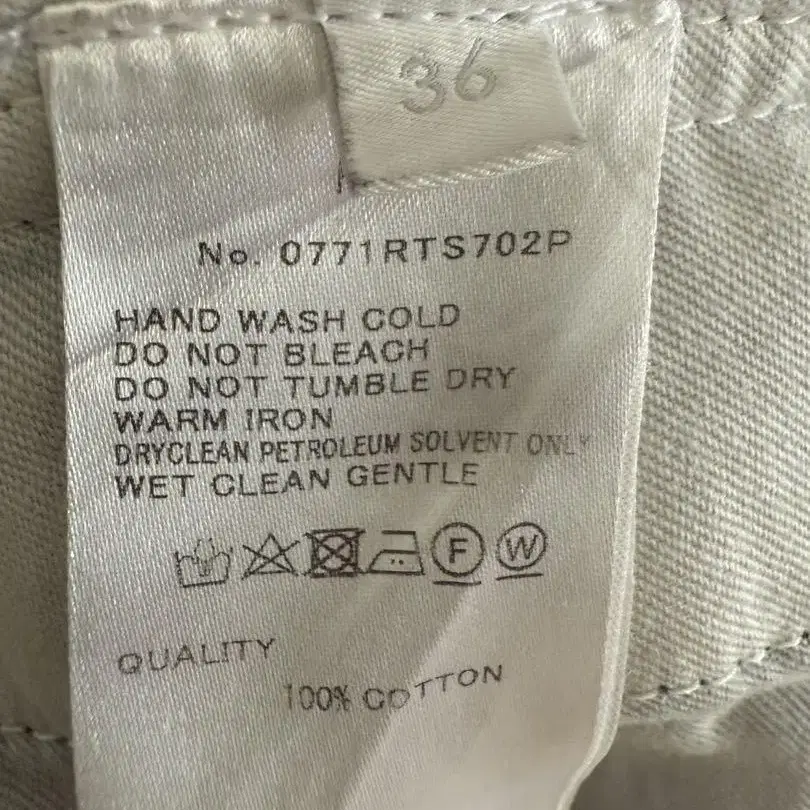 36
No. 0771RTS702P
HAND WASH COLD
DO NOT BLEACH
DO NOT TUMBLE DRY
WARM IRON
DRYCLEAN PETROLEUM SOLVENT ONLY
WET CLEAN GENTLE
F W
QUALITY
100% COTTON